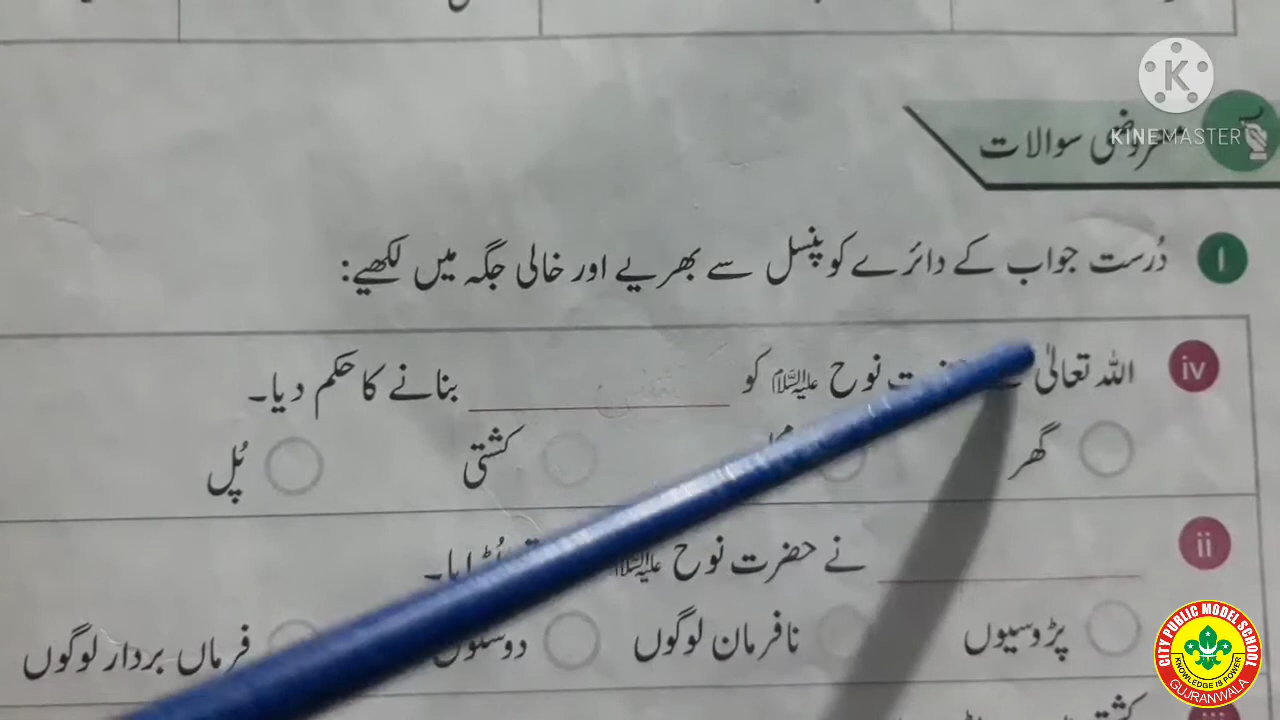 KINEMASTER
سوالات
۱ دُرست جواب کے دائرے کو پنسل سے بھریے اور خالی جگہ میں لکھیے:
iv اللہ تعالیٰ نے حضرت نوح علیہ السلام کو ________ بنانے کا حکم دیا۔
گھر کشتی پُل
ii ________ نے حضرت نوح علیہ السلام
پڑوسیوں نافرمان لوگوں دوستوں فرماں بردار لوگوں
iii
CITY PUBLIC MODEL SCHOOL
KNOWLEDGE IS POWER
GUJRANWALA